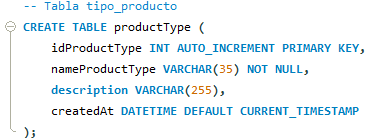 -- Tabla tipo_producto
CREATE TABLE productType (
idProductType INT AUTO_INCREMENT PRIMARY KEY,
nameProductType VARCHAR(35) NOT NULL,
description VARCHAR(255),
createdAt DATETIME DEFAULT CURRENT_TIMESTAMP
);